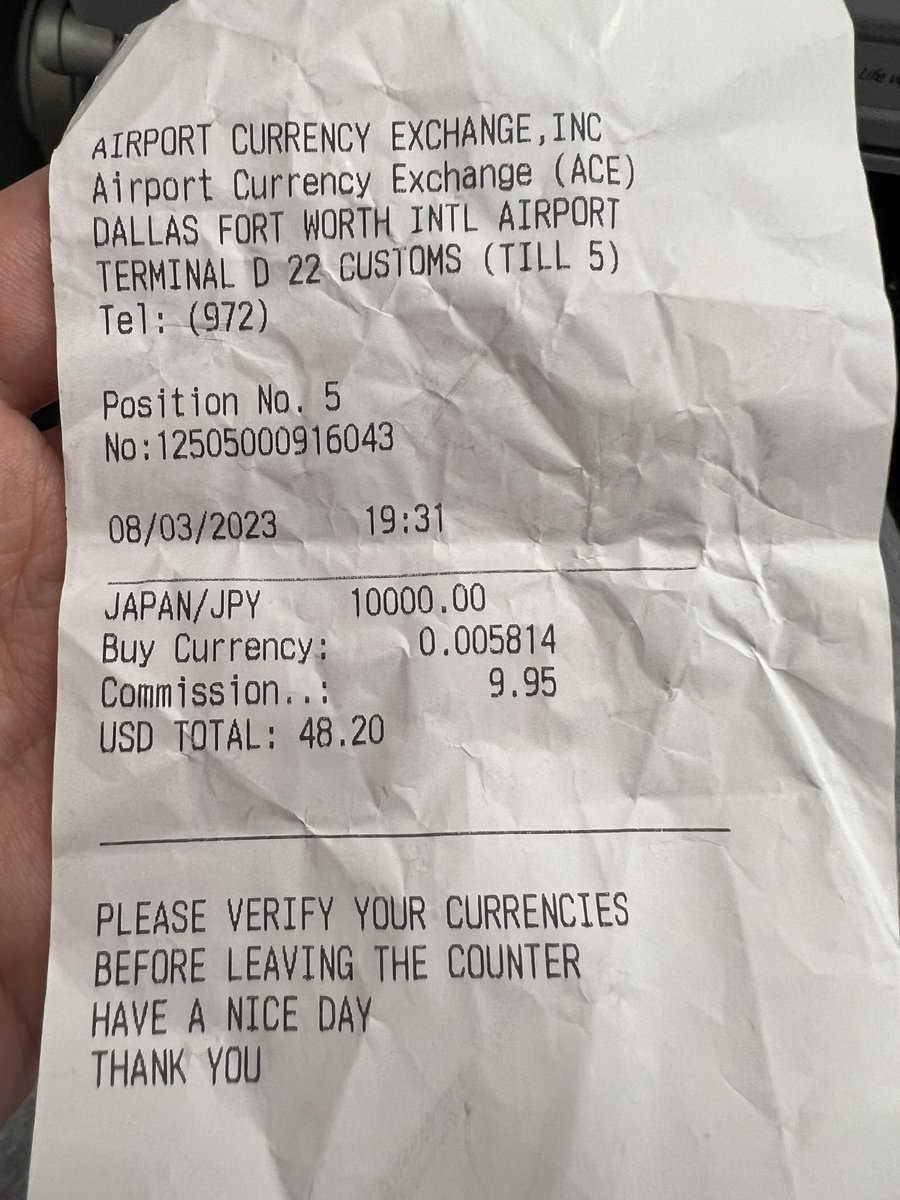 AIRPORT CURRENCY EXCHANGE,INC
Airport Currency Exchange (ACE)
DALLAS FORT WORTH INTL AIRPORT
TERMINAL D 22 CUSTOMS (TILL 5)
Tel: (972)
Position No. 5
No:12505000916043
08/03/2023 19:31
JAPAN/JPY 10000.00
Buy Currency: 0.005814
Commission..: 9.95
USD TOTAL: 48.20
PLEASE VERIFY YOUR CURRENCIES
BEFORE LEAVING THE COUNTER
HAVE A NICE DAY
THANK YOU